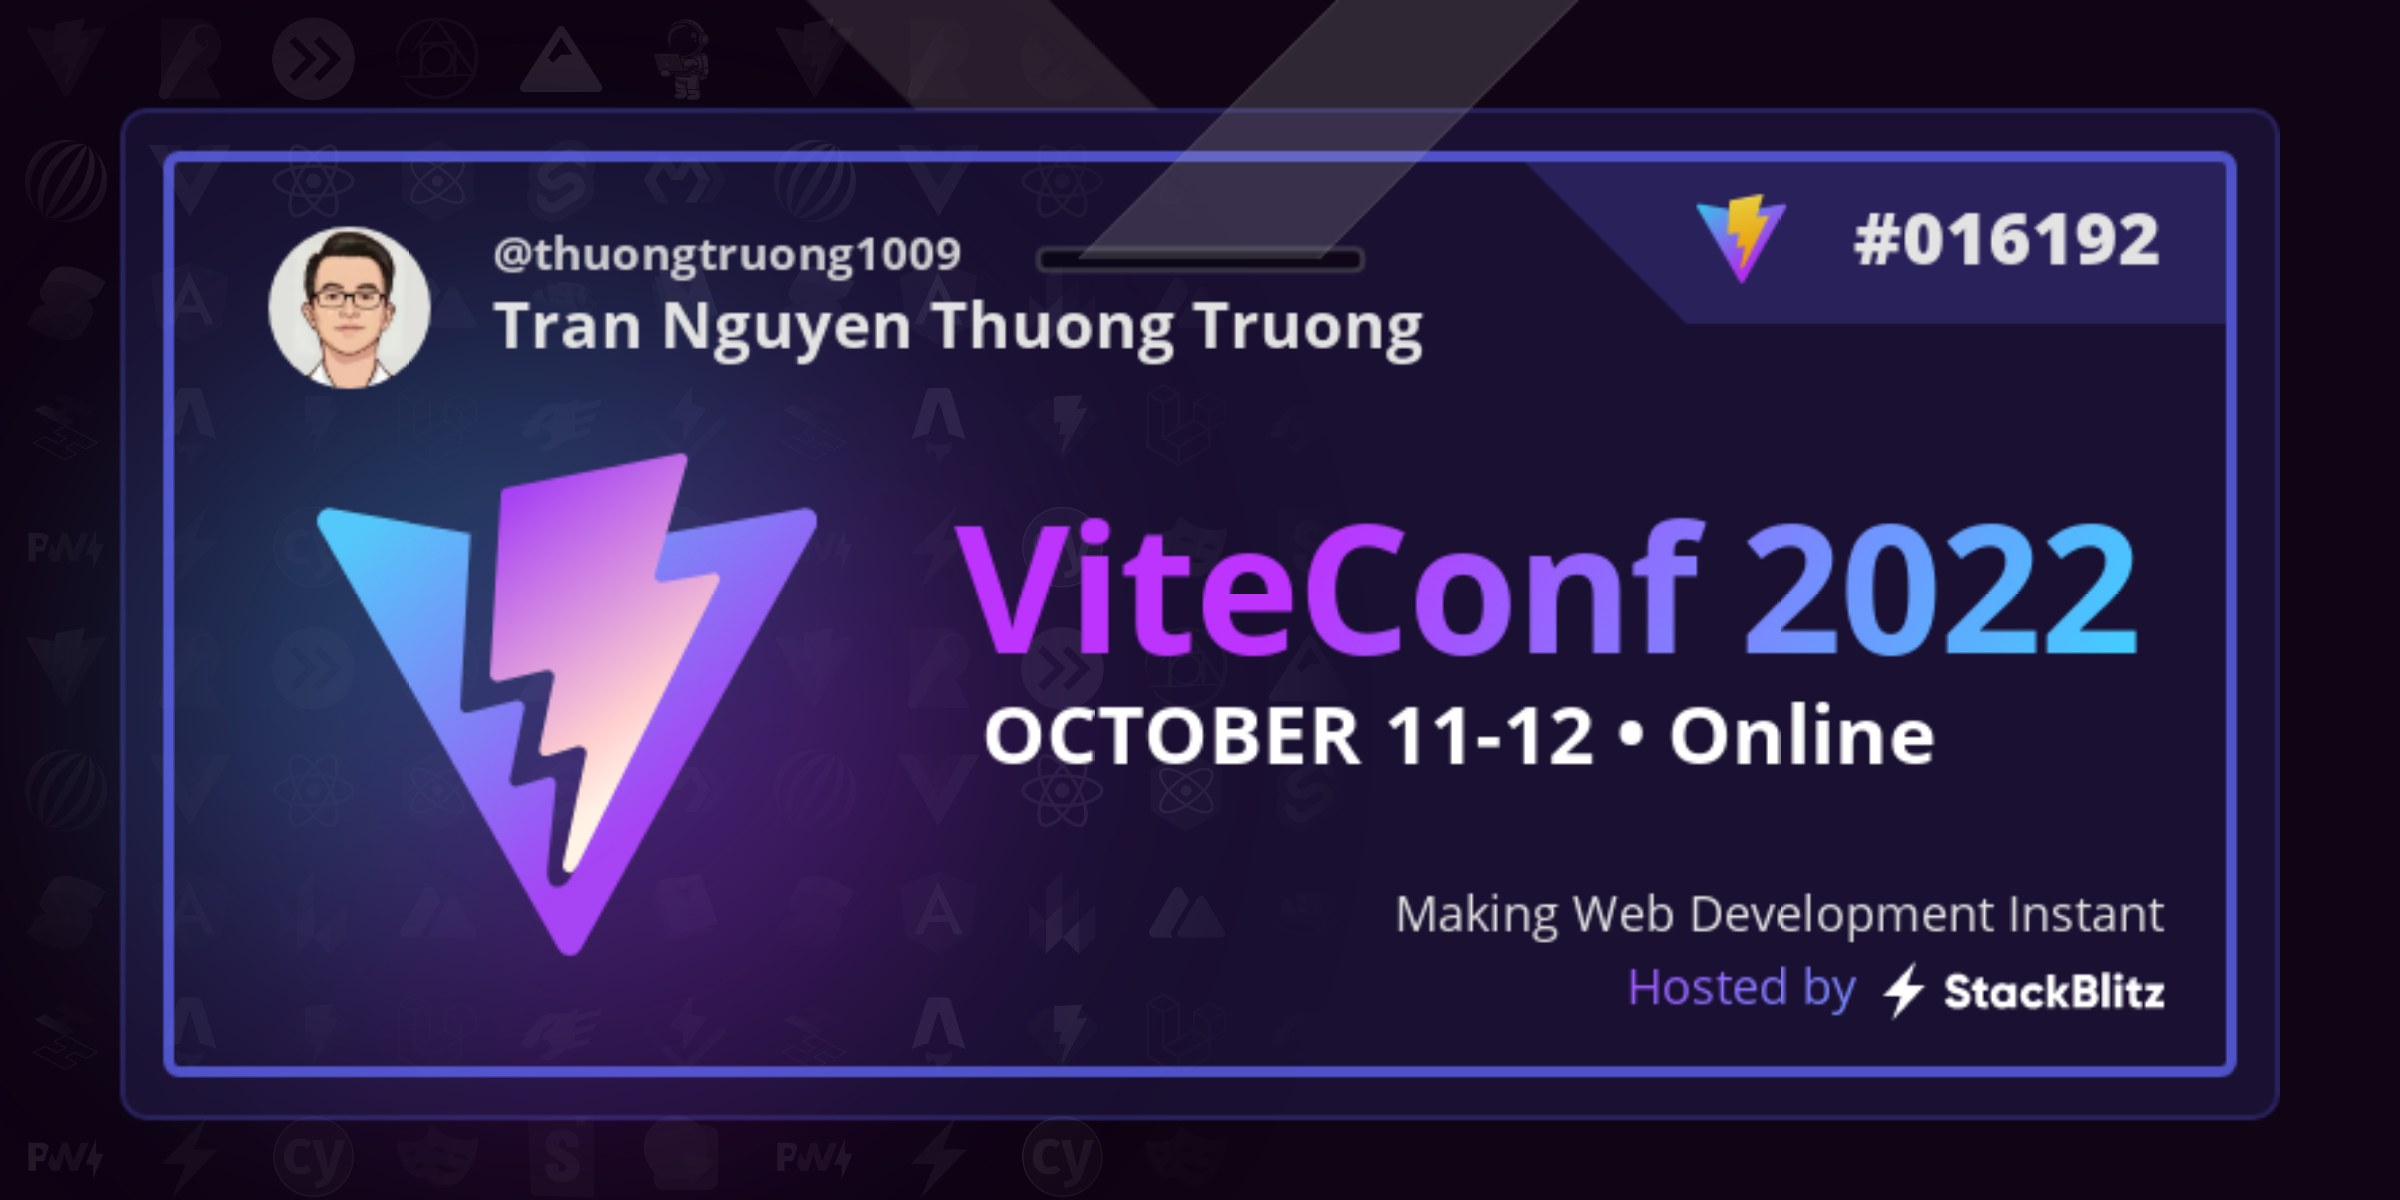 @thuongtruong1009
Tran Nguyen Thuong Truong
#016192
ViteConf 2022
OCTOBER 11-12 • Online
Making Web Development Instant
Hosted by StackBlitz